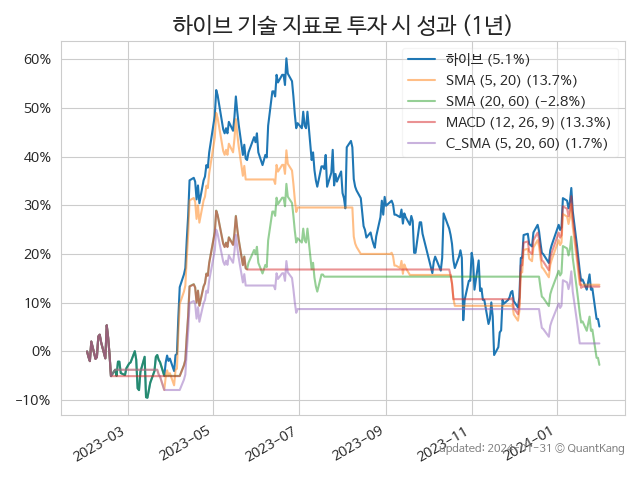 하이브 기술 지표로 투자 시 성과 (1년)
60%
50%
40%
30%
20%
10%
0%
−10%
하이브 (5.1%)
SMA (5, 20) (13.7%)
SMA (20, 60) (−2.8%)
MACD (12, 26, 9) (13.3%)
C_SMA (5, 20, 60) (1.7%)
2023-03
2023-05
2023-07
2023-09
2023-11
2024-01
updated: 2024-01-31 © QuantKang